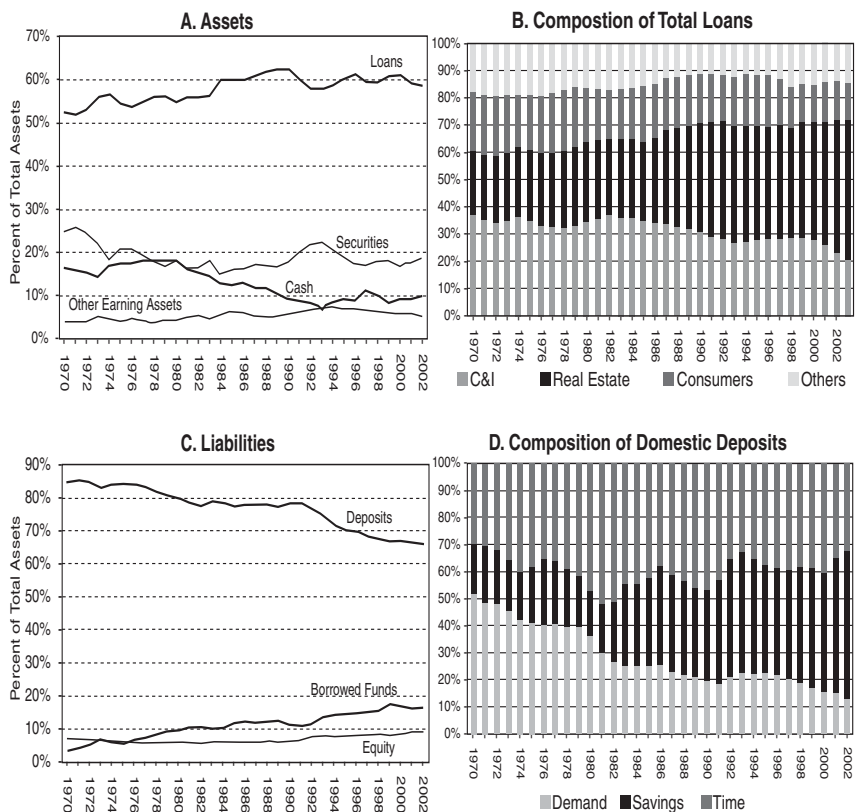 A. Assets
Percent of Total Assets
70%
60%
50%
40%
30%
20%
10%
0%
Loans
Securities
Cash
Other Earning Assets
1970 1972 1974 1976 1978 1980 1982 1984 1986 1988 1990 1992 1994 1996 1998 2000 2002
B. Compostion of Total Loans
100%
90%
80%
70%
60%
50%
40%
30%
20%
10%
0%
1970 1972 1974 1976 1978 1980 1982 1984 1986 1988 1990 1992 1994 1996 1998 2000 2002
C&I Real Estate Consumers Others
C. Liabilities
Percent of Total Assets
90%
80%
70%
60%
50%
40%
30%
20%
10%
0%
Deposits
Borrowed Funds
Equity
1970 1972 1974 1976 1978 1980 1982 1984 1986 1988 1990 1992 1994 1996 1998 2000 2002
D. Composition of Domestic Deposits
100%
90%
80%
70%
60%
50%
40%
30%
20%
10%
0%
1970 1972 1974 1976 1978 1980 1982 1984 1986 1988 1990 1992 1994 1996 1998 2000 2002
Demand Savings Time